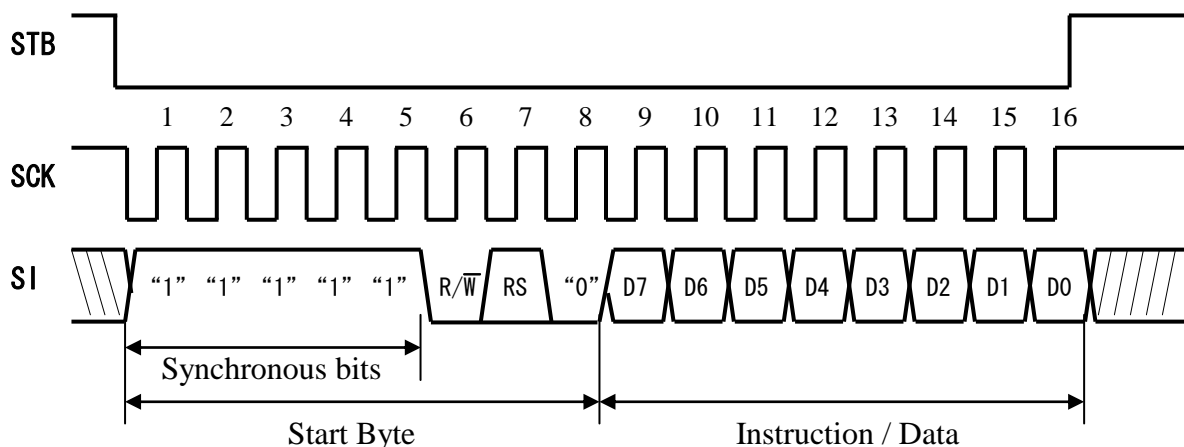 STB
1 2 3 4 5 6 7 8 9 10 11 12 13 14 15 16
SCK
SI "1" "1" "1" "1" "1" R/W̅ RS "0" D7 D6 D5 D4 D3 D2 D1 D0
Synchronous bits
Start Byte Instruction / Data